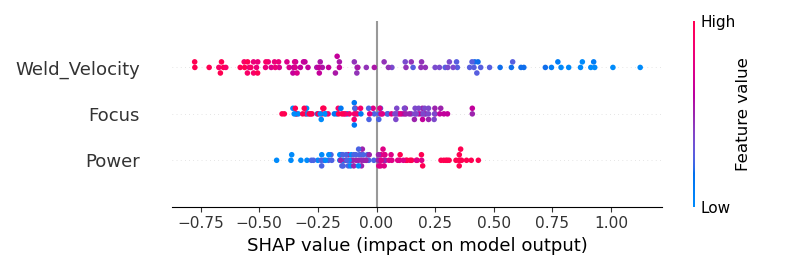 High
Weld_Velocity
Focus
Power
Feature value
Low
−0.75 −0.50 −0.25 0.00 0.25 0.50 0.75 1.00
SHAP value (impact on model output)